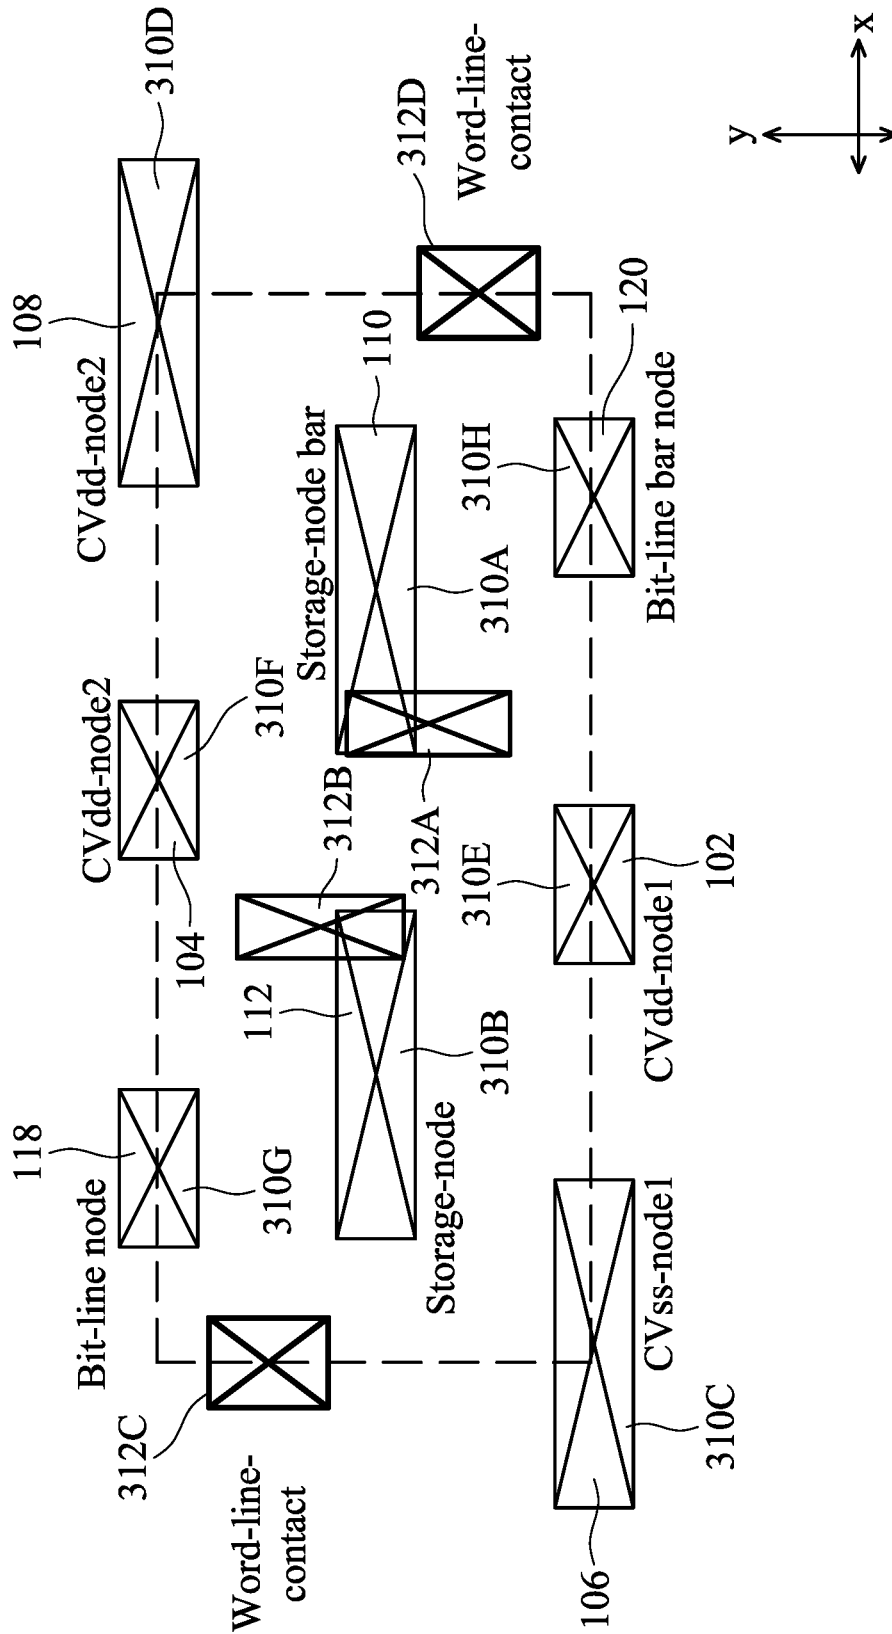 118
104
108
310D
Bit-line node
CVdd-node2
CVdd-node2
310G
310F
312C
312B
Storage-node bar
110
312D
Word-line-
contact
Word-line-
contact
112
310B
312A
310A
Storage-node
310E
310H
106
310C
CVss-node1
CVdd-node1
102
Bit-line bar node
120
y
x